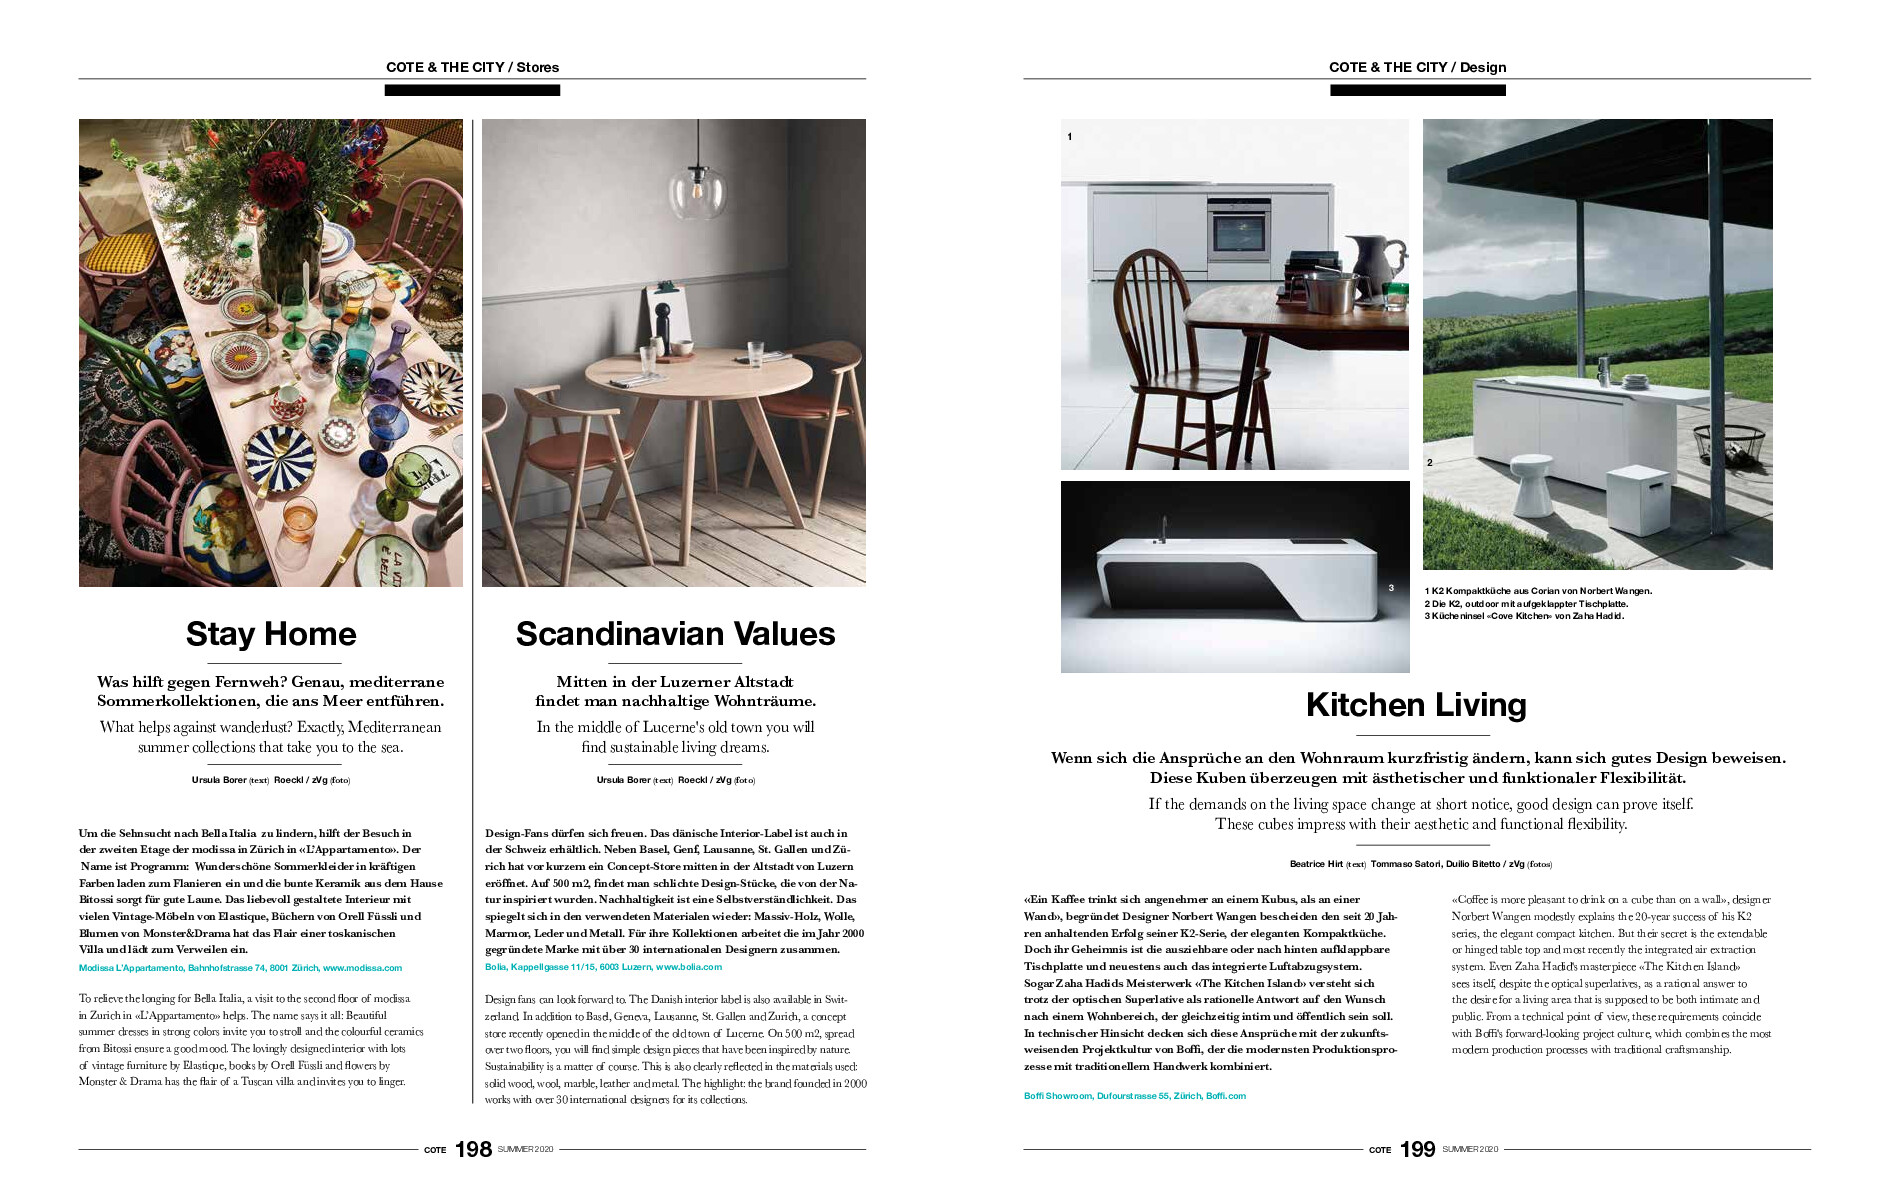 COTE & THE CITY / Stores
LA VITA
È BELLA
Stay Home
Was hilft gegen Fernweh? Genau, mediterrane
Sommerkollektionen, die ans Meer entführen.
What helps against wanderlust? Exactly, Mediterranean
summer collections that take you to the sea.
Ursula Borer (text) Roeckl / zVg (foto)
Um die Sehnsucht nach Bella Italia zu lindern, hilft der Besuch in
der zweiten Etage der modissa in Zürich in «L'Appartamento». Der
Name ist Programm: Wunderschöne Sommerkleider in kräftigen
Farben laden zum Flanieren ein und die bunte Keramik aus dem Hause
Bitossi sorgt für gute Laune. Das liebevoll gestaltete Interieur mit
vielen Vintage-Möbeln von Elastique, Büchern von Orell Füssli und
Blumen von Monster&Drama hat das Flair einer toskanischen
Villa und lädt zum Verweilen ein.
Modissa L'Appartamento, Bahnhofstrasse 74, 8001 Zürich, www.modissa.com
To relieve the longing for Bella Italia, a visit to the second floor of modissa
in Zurich in «L'Appartamento» helps. The name says it all: Beautiful
summer dresses in strong colors invite you to stroll and the colourful ceramics
from Bitossi ensure a good mood. The lovingly designed interior with lots
of vintage furniture by Elastique, books by Orell Füssli and flowers by
Monster & Drama has the flair of a Tuscan villa and invites you to linger.
Scandinavian Values
Mitten in der Luzerner Altstadt
findet man nachhaltige Wohnträume.
In the middle of Lucerne's old town you will
find sustainable living dreams.
Ursula Borer (text) Roeckl / zVg (foto)
Design-Fans dürfen sich freuen. Das dänische Interior-Label ist auch in
der Schweiz erhältlich. Neben Basel, Genf, Lausanne, St. Gallen und Zü-
rich hat vor kurzem ein Concept-Store mitten in der Altstadt von Luzern
eröffnet. Auf 500 m2, findet man schlichte Design-Stücke, die von der Na-
tur inspiriert wurden. Nachhaltigkeit ist eine Selbstverständlichkeit. Das
spiegelt sich in den verwendeten Materialen wieder: Massiv-Holz, Wolle,
Marmor, Leder und Metall. Für ihre Kollektionen arbeitet die im Jahr 2000
gegründete Marke mit über 30 internationalen Designern zusammen.
Bolia, Kappellgasse 11/15, 6003 Luzern, www.bolia.com
Design fans can look forward to. The Danish interior label is also available in Swit-
zerland. In addition to Basel, Geneva, Lausanne, St. Gallen and Zurich, a concept
store recently opened in the middle of the old town of Lucerne. On 500 m2, spread
over two floors, you will find simple design pieces that have been inspired by nature.
Sustainability is a matter of course. This is also clearly reflected in the materials used:
solid wood, wool, marble, leather and metal. The highlight: the brand founded in 2000
works with over 30 international designers for its collections.
COTE 198 SUMMER 2020
COTE & THE CITY / Design
1
2
3
1 K2 Kompaktküche aus Corian von Norbert Wangen.
2 Die K2, outdoor mit aufgeklappter Tischplatte.
3 Kücheninsel «Cove Kitchen» von Zaha Hadid.
Kitchen Living
Wenn sich die Ansprüche an den Wohnraum kurzfristig ändern, kann sich gutes Design beweisen.
Diese Kuben überzeugen mit ästhetischer und funktionaler Flexibilität.
If the demands on the living space change at short notice, good design can prove itself.
These cubes impress with their aesthetic and functional flexibility.
Beatrice Hirt (text) Tommaso Satori, Duilio Bitetto / zVg (fotos)
«Ein Kaffee trinkt sich angenehmer an einem Kubus, als an einer
Wand», begründet Designer Norbert Wangen bescheiden den seit 20 Jah-
ren anhaltenden Erfolg seiner K2-Serie, der eleganten Kompaktküche.
Doch ihr Geheimnis ist die ausziehbare oder nach hinten aufklappbare
Tischplatte und neuestens auch das integrierte Luftabzugsystem.
Sogar Zaha Hadids Meisterwerk «The Kitchen Island» versteht sich
trotz der optischen Superlative als rationelle Antwort auf den Wunsch
nach einem Wohnbereich, der gleichzeitig intim und öffentlich sein soll.
In technischer Hinsicht decken sich diese Ansprüche mit der zukunfts-
weisenden Projektkultur von Boffi, der die modernsten Produktionspro-
zesse mit traditionellem Handwerk kombiniert.
Boffi Showroom, Dufourstrasse 55, Zürich, Boffi.com
«Coffee is more pleasant to drink on a cube than on a wall», designer
Norbert Wangen modestly explains the 20-year success of his K2
series, the elegant compact kitchen. But their secret is the extendable
or hinged table top and most recently the integrated air extraction
system. Even Zaha Hadid's masterpiece «The Kitchen Island»
sees itself, despite the optical superlatives, as a rational answer to
the desire for a living area that is supposed to be both intimate and
public. From a technical point of view, these requirements coincide
with Boffi's forward-looking project culture, which combines the most
modern production processes with traditional craftsmanship.
COTE 199 SUMMER 2020